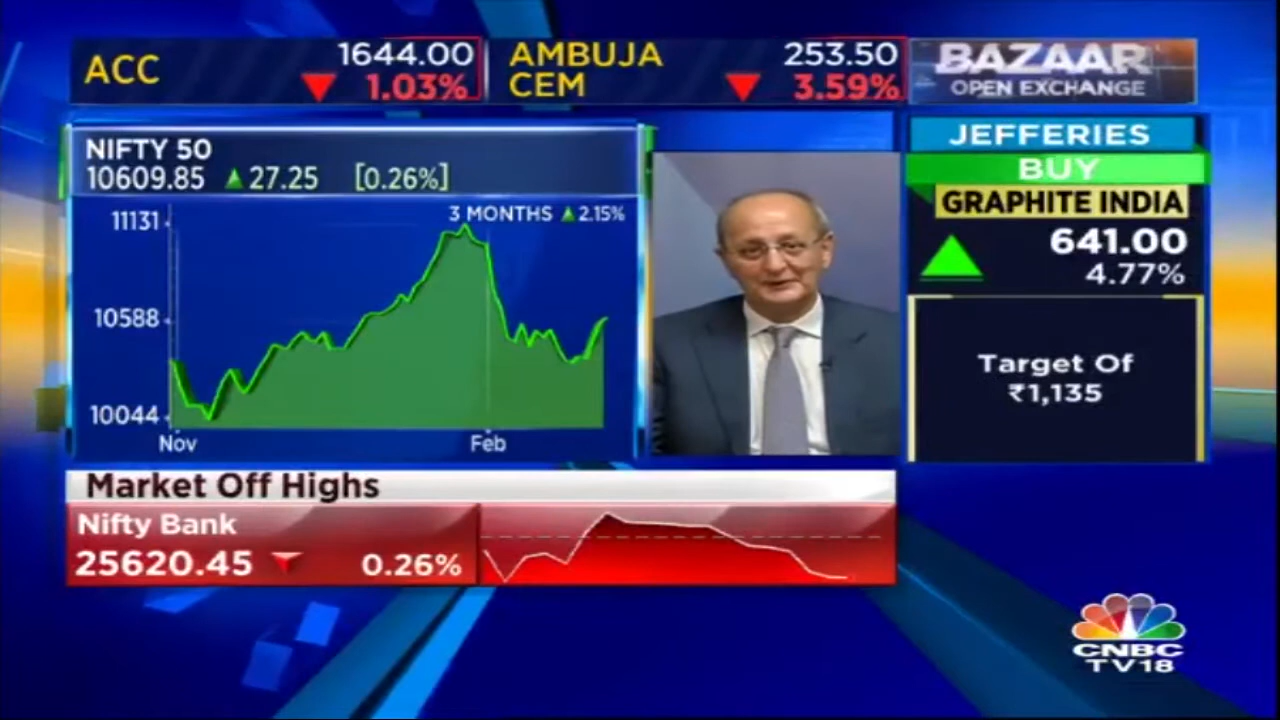 ACC
1644.00
▼ 1.03%
AMBUJA
CEM
253.50
▼ 3.59%
BAZAAR
OPEN EXCHANGE
NIFTY 50
10609.85 ▲ 27.25 [0.26%]
3 MONTHS ▲ 2.15%
11131
10588
10044
Nov
Feb
JEFFERIES
BUY
GRAPHITE INDIA
641.00
4.77%
Target Of
₹1,135
Market Off Highs
Nifty Bank
25620.45 ▼ 0.26%
CNBC
TV18